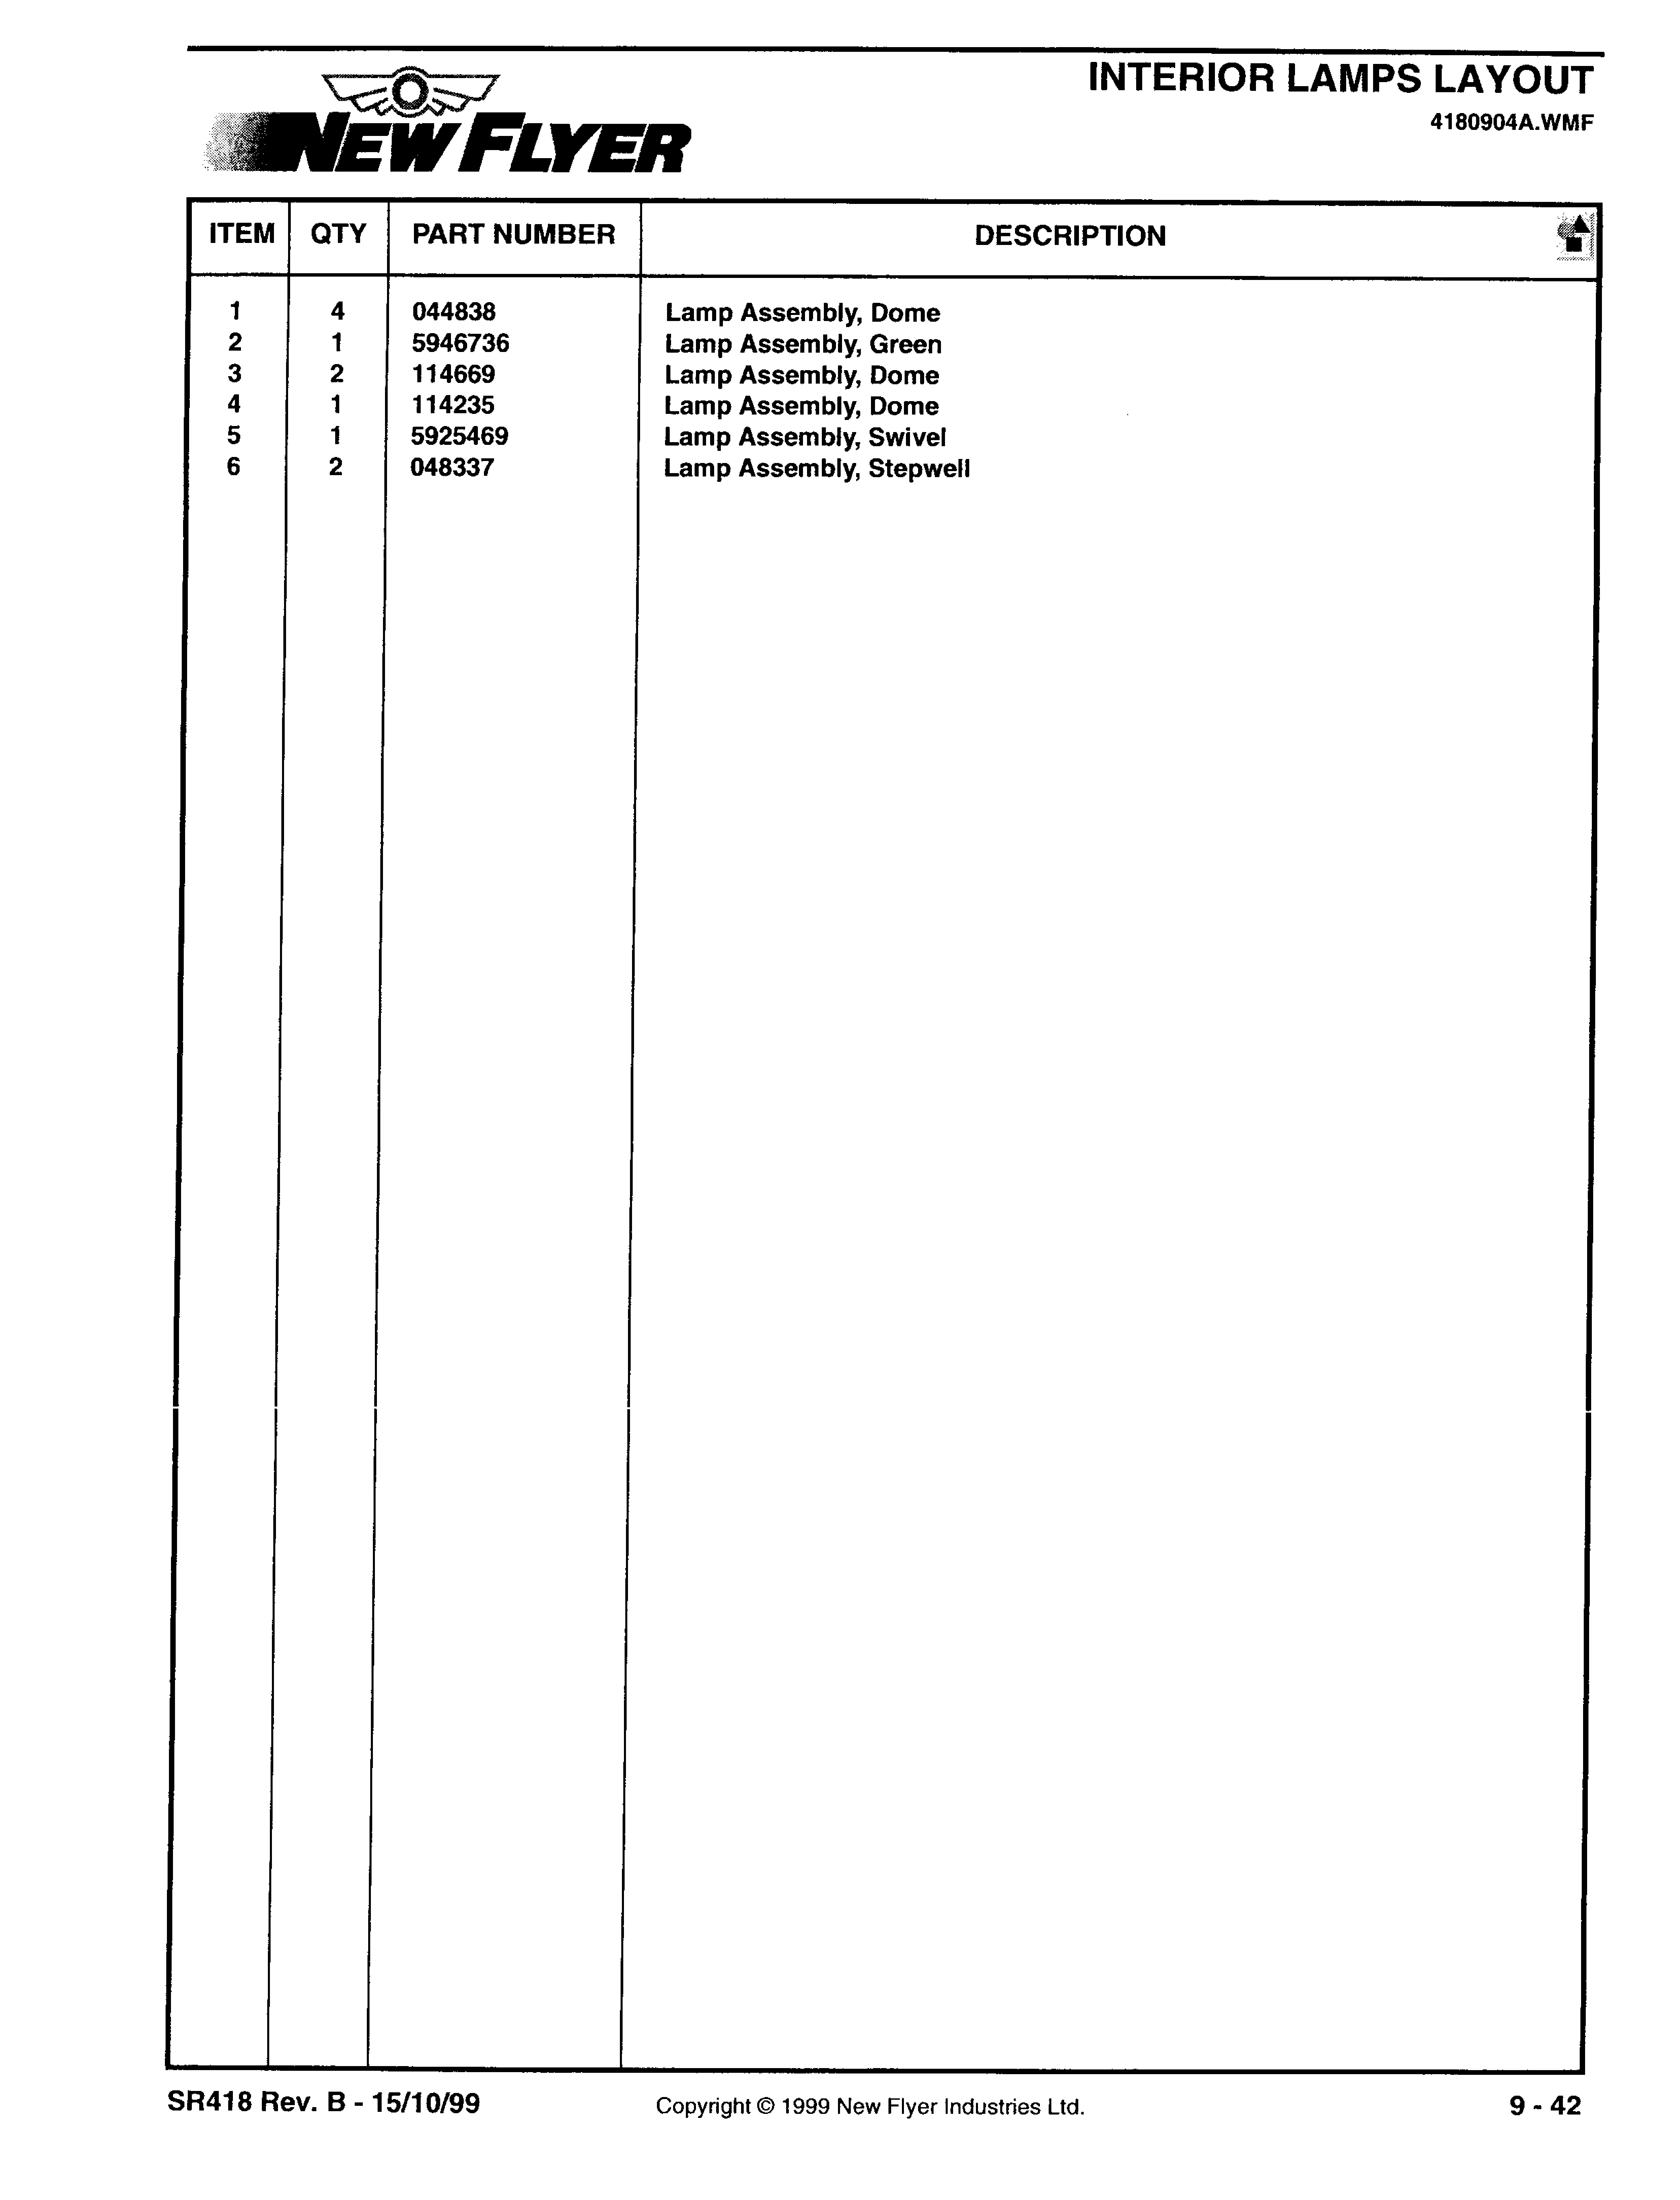 INTERIOR LAMPS LAYOUT
4180904A.WMF
NEW FLYER
ITEM QTY PART NUMBER DESCRIPTION
1 4 044838 Lamp Assembly, Dome
2 1 5946736 Lamp Assembly, Green
3 2 114669 Lamp Assembly, Dome
4 1 114235 Lamp Assembly, Dome
5 1 5925469 Lamp Assembly, Swivel
6 2 048337 Lamp Assembly, Stepwell
SR418 Rev. B - 15/10/99 Copyright © 1999 New Flyer Industries Ltd. 9 - 42